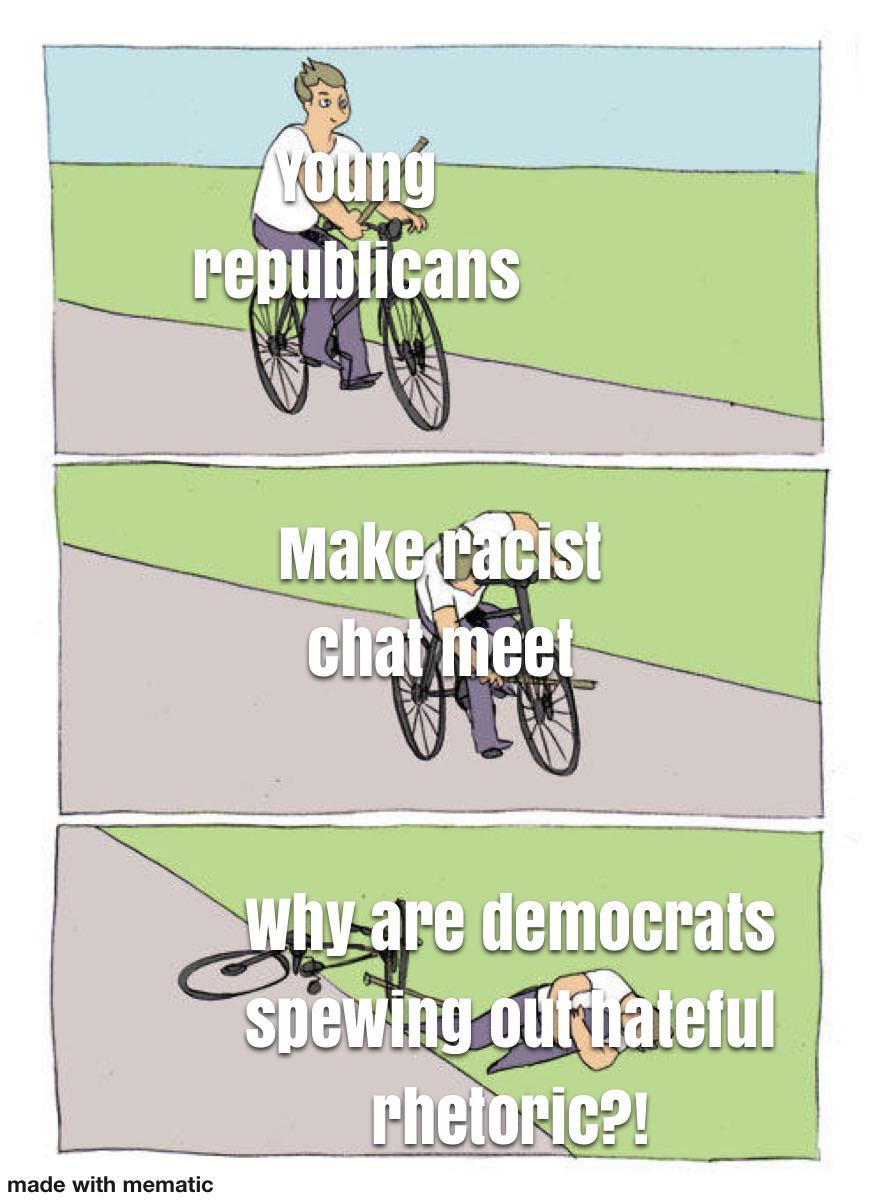 Young
republicans
Make racist
chat meet
Why are democrats
spewing out hateful
rhetoric?!
made with mematic